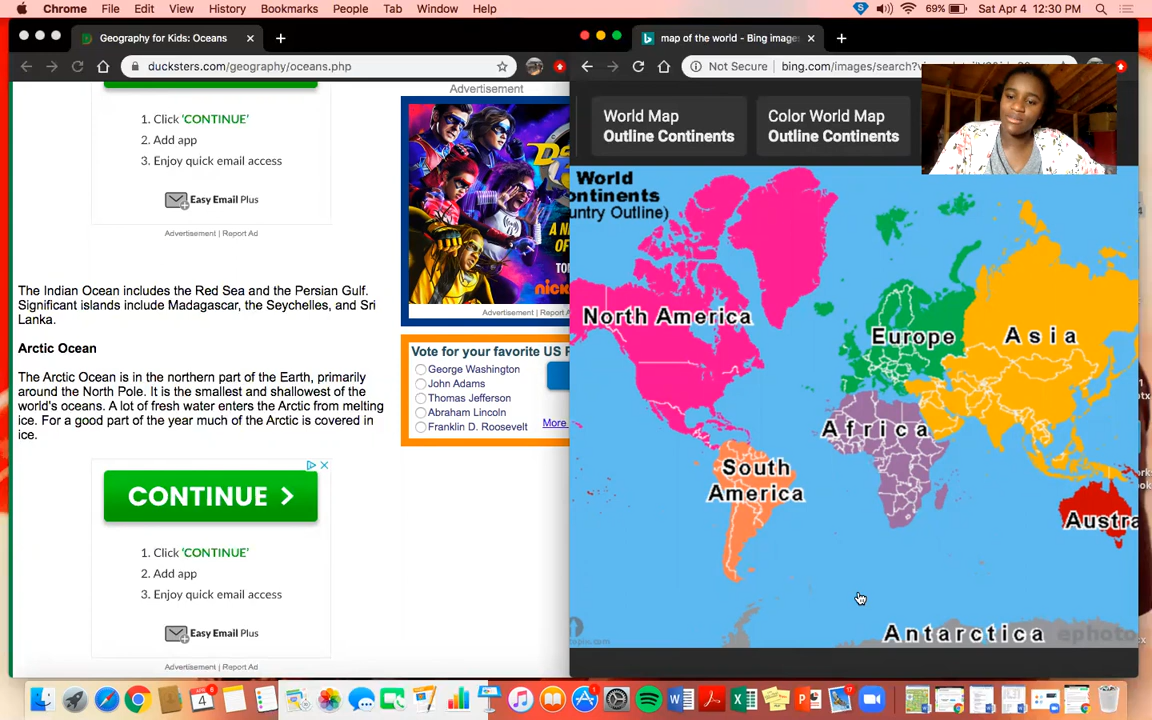 Chrome File Edit View History Bookmarks People Tab Window Help
69% Sat Apr 4 12:30 PM
Geography for Kids: Oceans
map of the world - Bing image
ducksters.com/geography/oceans.php
Not Secure
bing.com/images/search?
Advertisement
1. Click 'CONTINUE'
2. Add app
3. Enjoy quick email access
Easy Email Plus
Advertisement | Report Ad
The Indian Ocean includes the Red Sea and the Persian Gulf.
Significant islands include Madagascar, the Seychelles, and Sri
Lanka.
Arctic Ocean
The Arctic Ocean is in the northern part of the Earth, primarily
around the North Pole. It is the smallest and shallowest of the
world's oceans. A lot of fresh water enters the Arctic from melting
ice. For a good part of the year much of the Arctic is covered in
ice.
CONTINUE >
1. Click 'CONTINUE'
2. Add app
3. Enjoy quick email access
Easy Email Plus
Advertisement | Report Ad
A N
OF
TO
nick
Advertisement | Report A
Vote for your favorite US P
George Washington
John Adams
Thomas Jefferson
Abraham Lincoln
Franklin D. Roosevelt
More
World Map
Outline Continents
Color World Map
Outline Continents
World
ontinents
untry Outline)
North America
Europe
Asia
Africa
South
America
Austra
Antarctica
ephoto